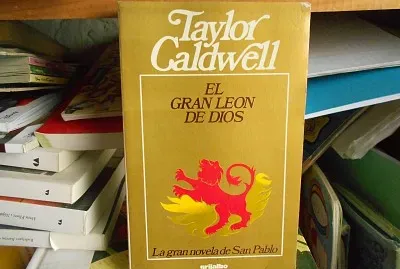 Taylor
Caldwell
EL
GRAN LEON
DE DIOS
La gran novela de San Pablo
grijalbo